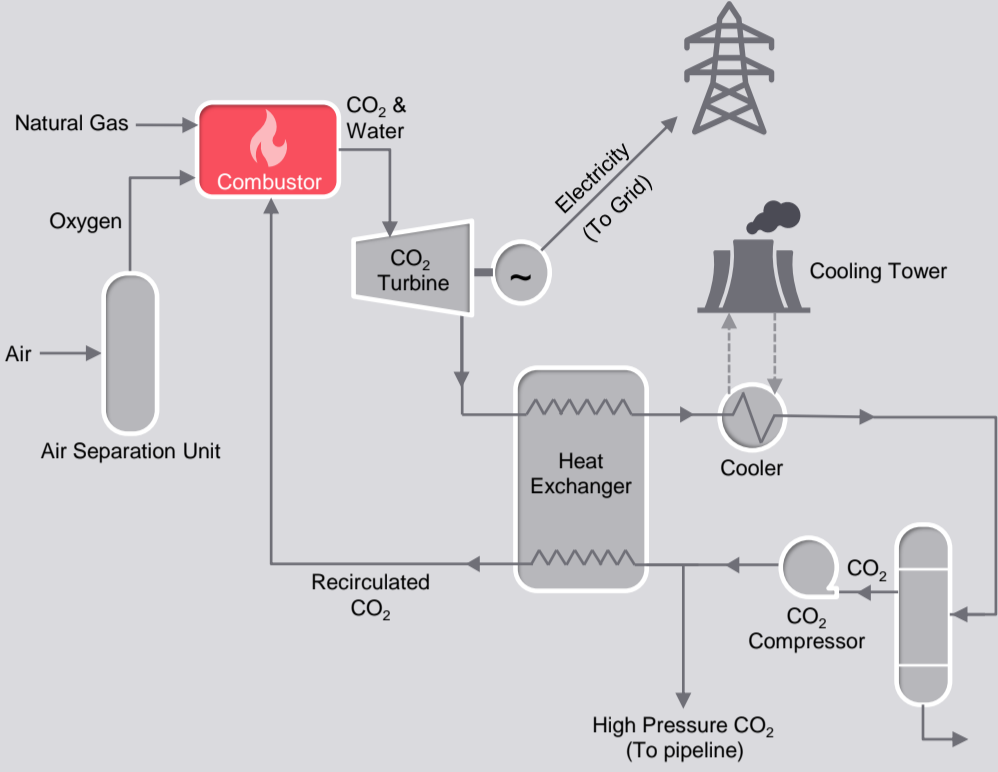 Natural Gas
CO₂ &
Water
Combustor
Oxygen
Electricity
(To Grid)
CO₂
Turbine
~
Cooling Tower
Air
Air Separation Unit
Heat
Exchanger
Cooler
Recirculated
CO₂
CO₂
CO₂
Compressor
High Pressure CO₂
(To pipeline)